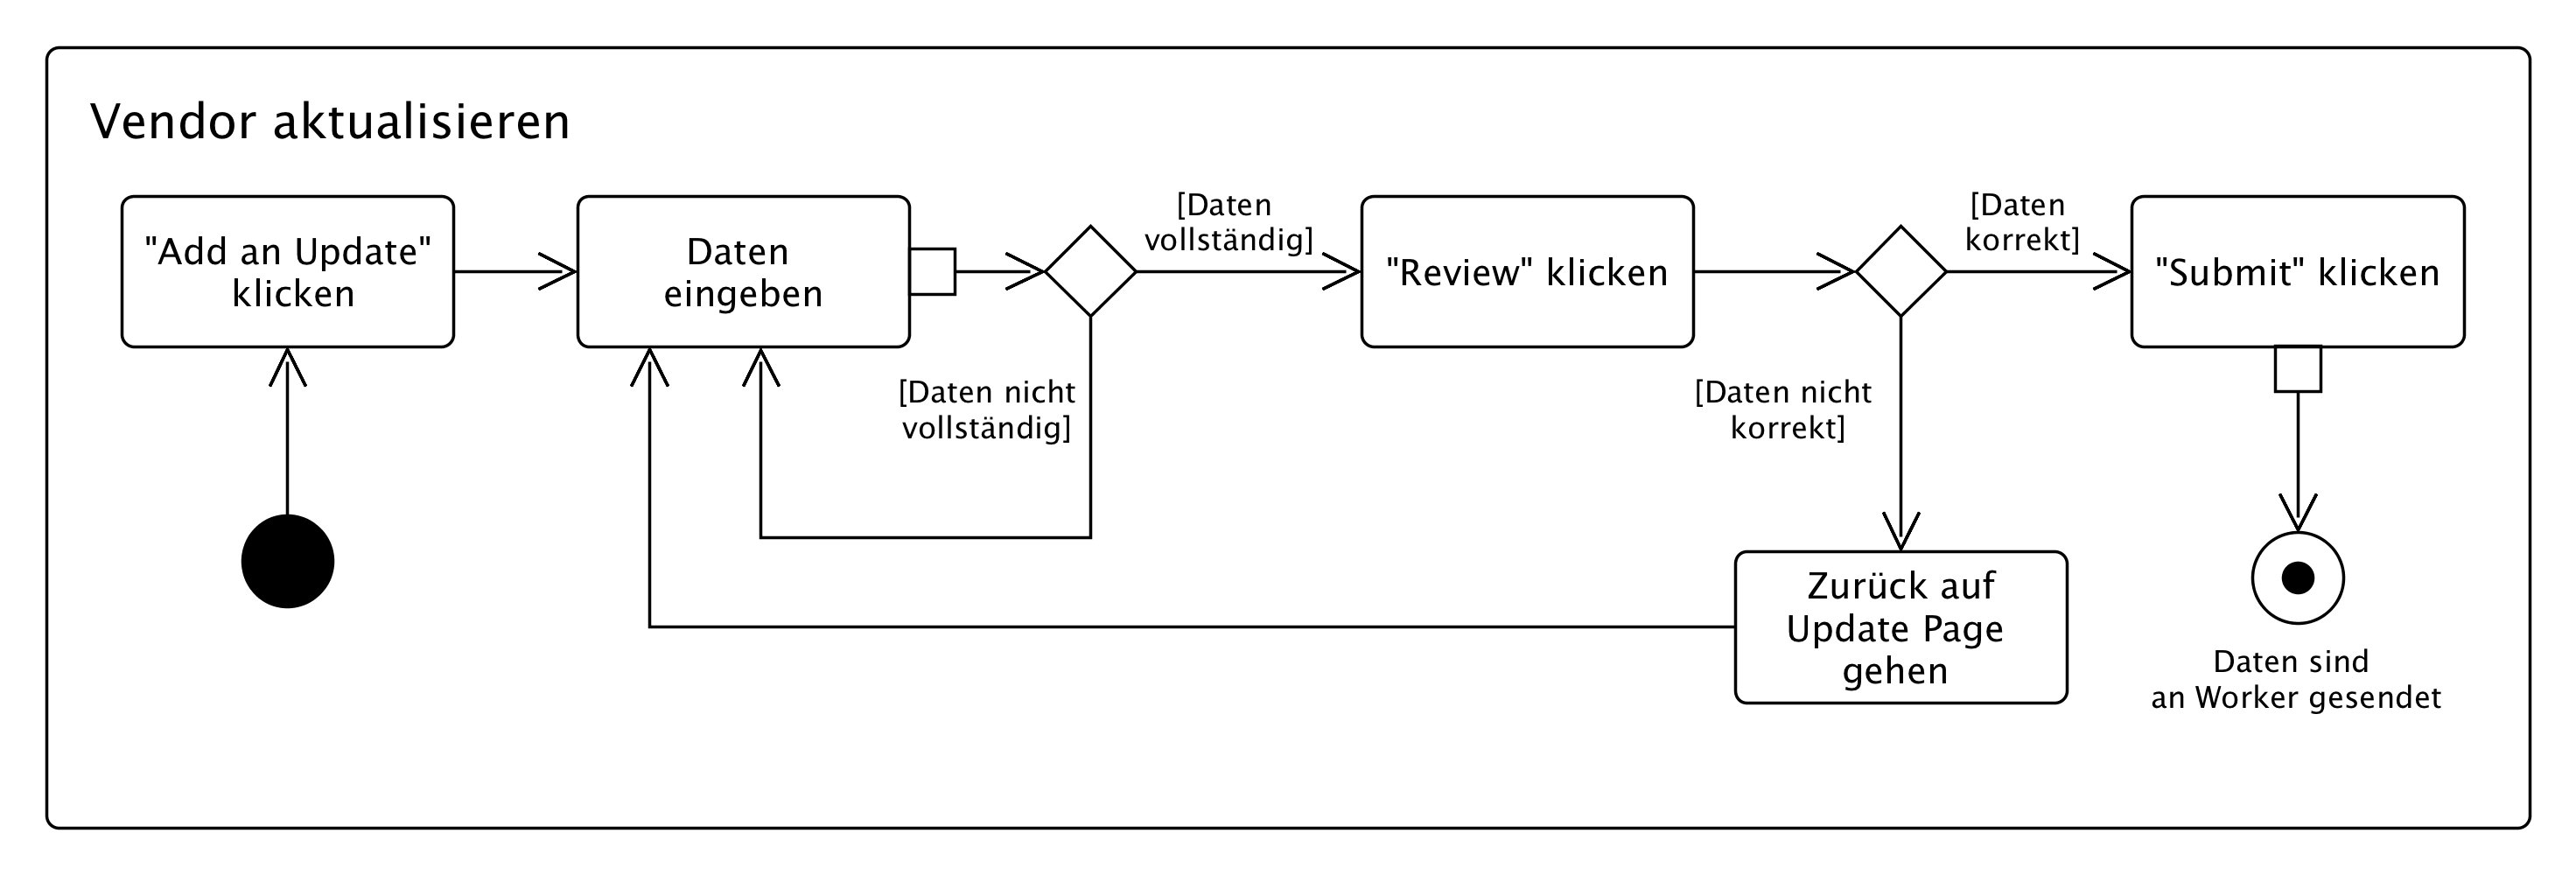 Vendor aktualisieren
"Add an Update"
klicken
Daten
eingeben
[Daten
vollständig]
"Review" klicken
[Daten
korrekt]
"Submit" klicken
[Daten nicht
vollständig]
[Daten nicht
korrekt]
Zurück auf
Update Page
gehen
Daten sind
an Worker gesendet